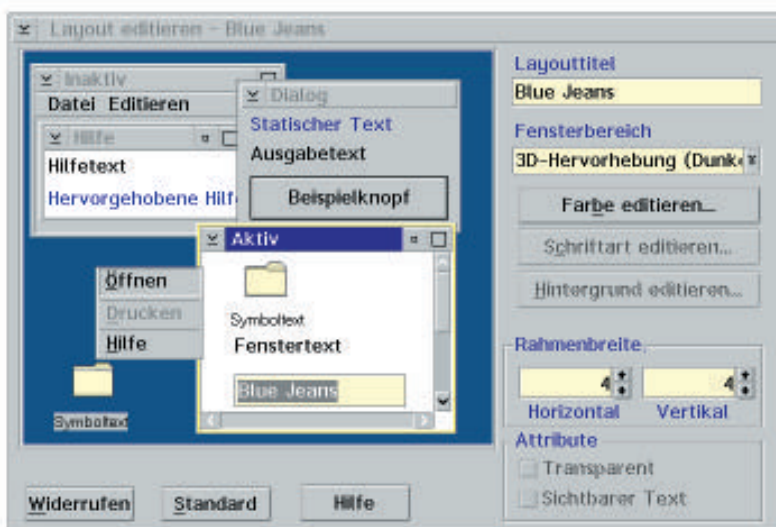 Layout editieren - Blue Jeans
Inaktiv
Datei Editieren
Hilfe
Hilfetext
Hervorgehobene Hilf
Dialog
Statischer Text
Ausgabetext
Beispielknopf
Aktiv
Symboltext
Fenstertext
Blue Jeans
Öffnen
Drucken
Hilfe
Symboltext
Layouttitel
Blue Jeans
Fensterbereich
3D-Hervorhebung (Dunk
Farbe editieren...
Schriftart editieren...
Hintergrund editieren...
Rahmenbreite
4 4
Horizontal Vertikal
Attribute
Transparent
Sichtbarer Text
Widerrufen Standard Hilfe